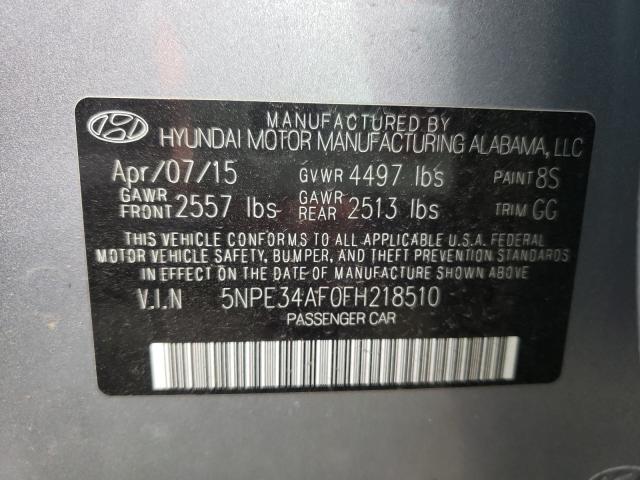 MANUFACTURED BY
HYUNDAI MOTOR MANUFACTURING ALABAMA, LLC
Apr/07/15 GVWR 4497 lbs PAINT 8S
GAWR FRONT 2557 lbs GAWR REAR 2513 lbs TRIM GG
THIS VEHICLE CONFORMS TO ALL APPLICABLE U.S.A. FEDERAL
MOTOR VEHICLE SAFETY, BUMPER, AND THEFT PREVENTION STANDARDS
IN EFFECT ON THE DATE OF MANUFACTURE SHOWN ABOVE.
V.I.N 5NPE34AF0FH218510
PASSENGER CAR